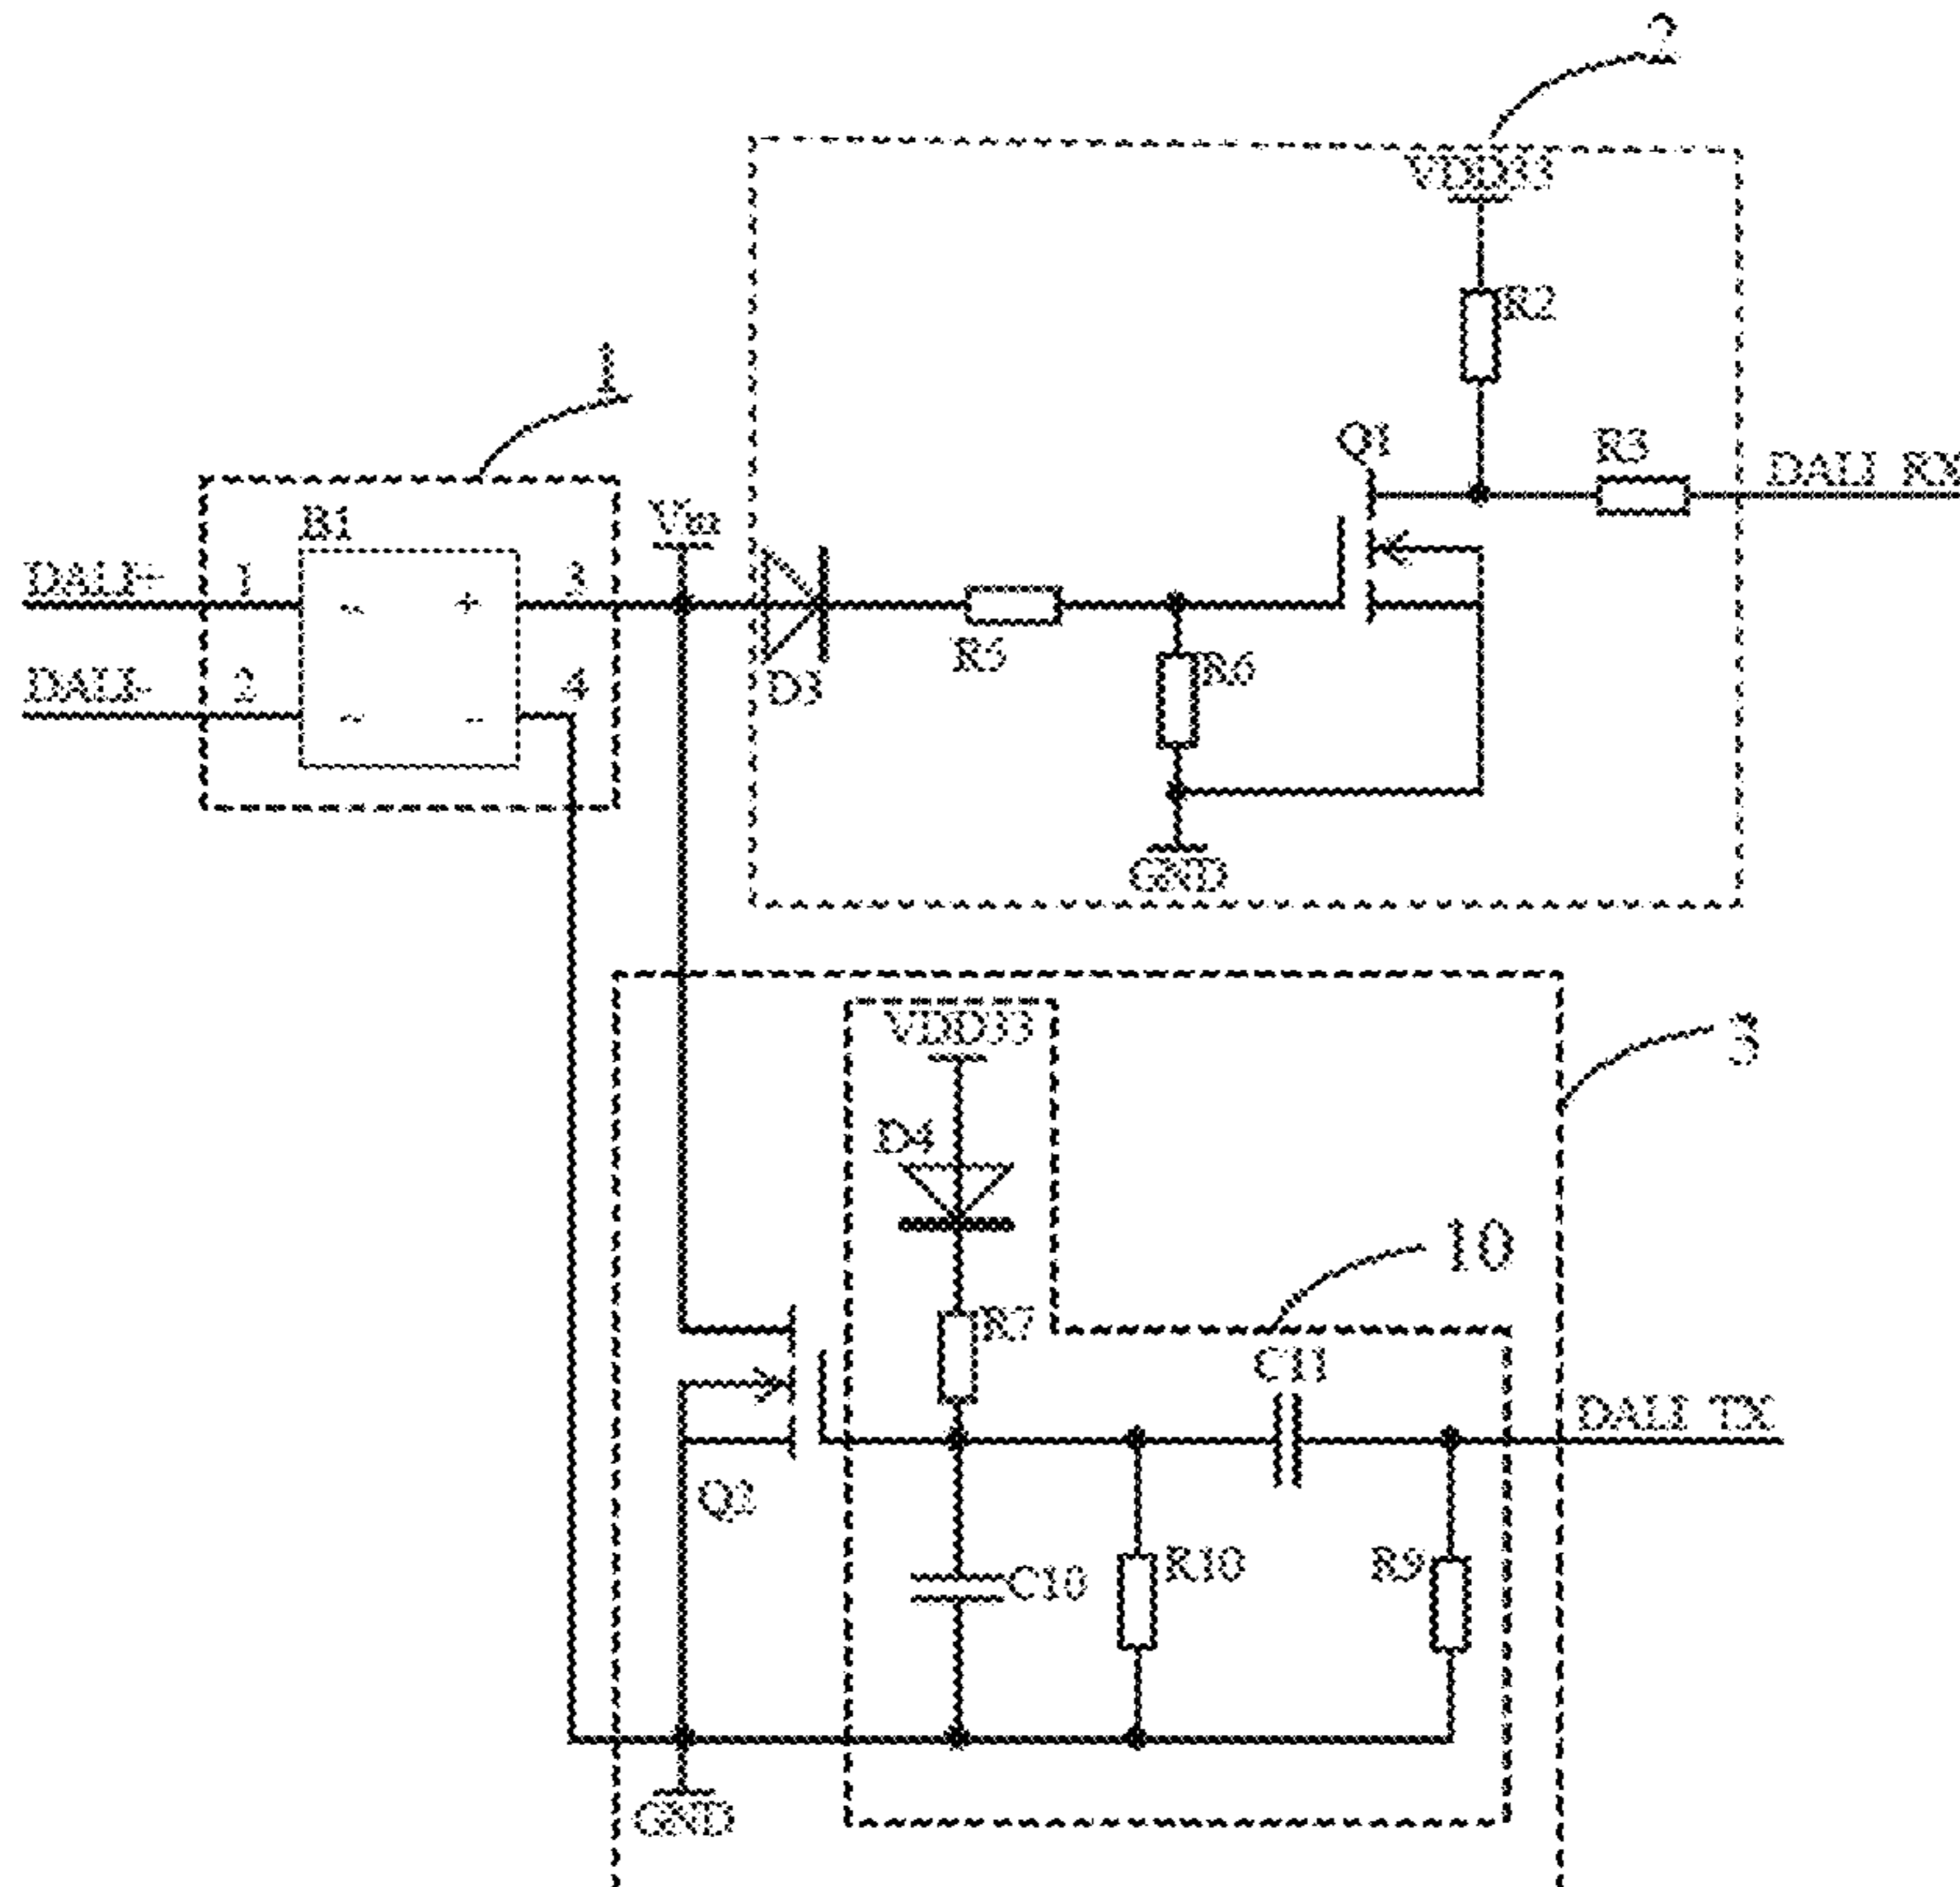 2
VDD33
R2
1
Q1
R3
DALI RX
B1
Vin
DALI+
1
~
+
3
R5
R6
DALI-
2
~
-
4
D3
GND
VDD33
3
D4
10
R7
C11
DALI TX
C10
R10
R9
GND